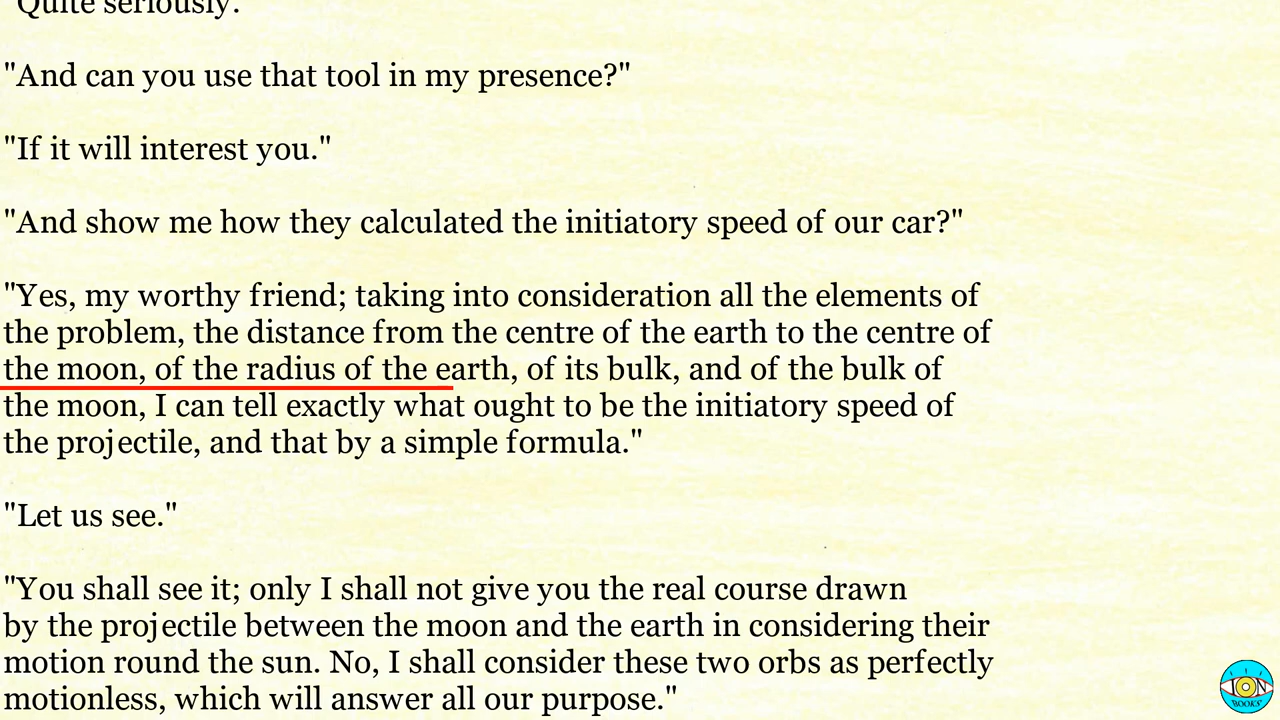 "Quite seriously."
"And can you use that tool in my presence?"
"If it will interest you."
"And show me how they calculated the initiatory speed of our car?"
"Yes, my worthy friend; taking into consideration all the elements of
the problem, the distance from the centre of the earth to the centre of
the moon, of the radius of the earth, of its bulk, and of the bulk of
the moon, I can tell exactly what ought to be the initiatory speed of
the projectile, and that by a simple formula."
"Let us see."
"You shall see it; only I shall not give you the real course drawn
by the projectile between the moon and the earth in considering their
motion round the sun. No, I shall consider these two orbs as perfectly
motionless, which will answer all our purpose."
ION
BOOKS